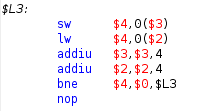 $L3:
sw $4,0($3)
lw $4,0($2)
addiu $3,$3,4
addiu $2,$2,4
bne $4,$0,$L3
nop